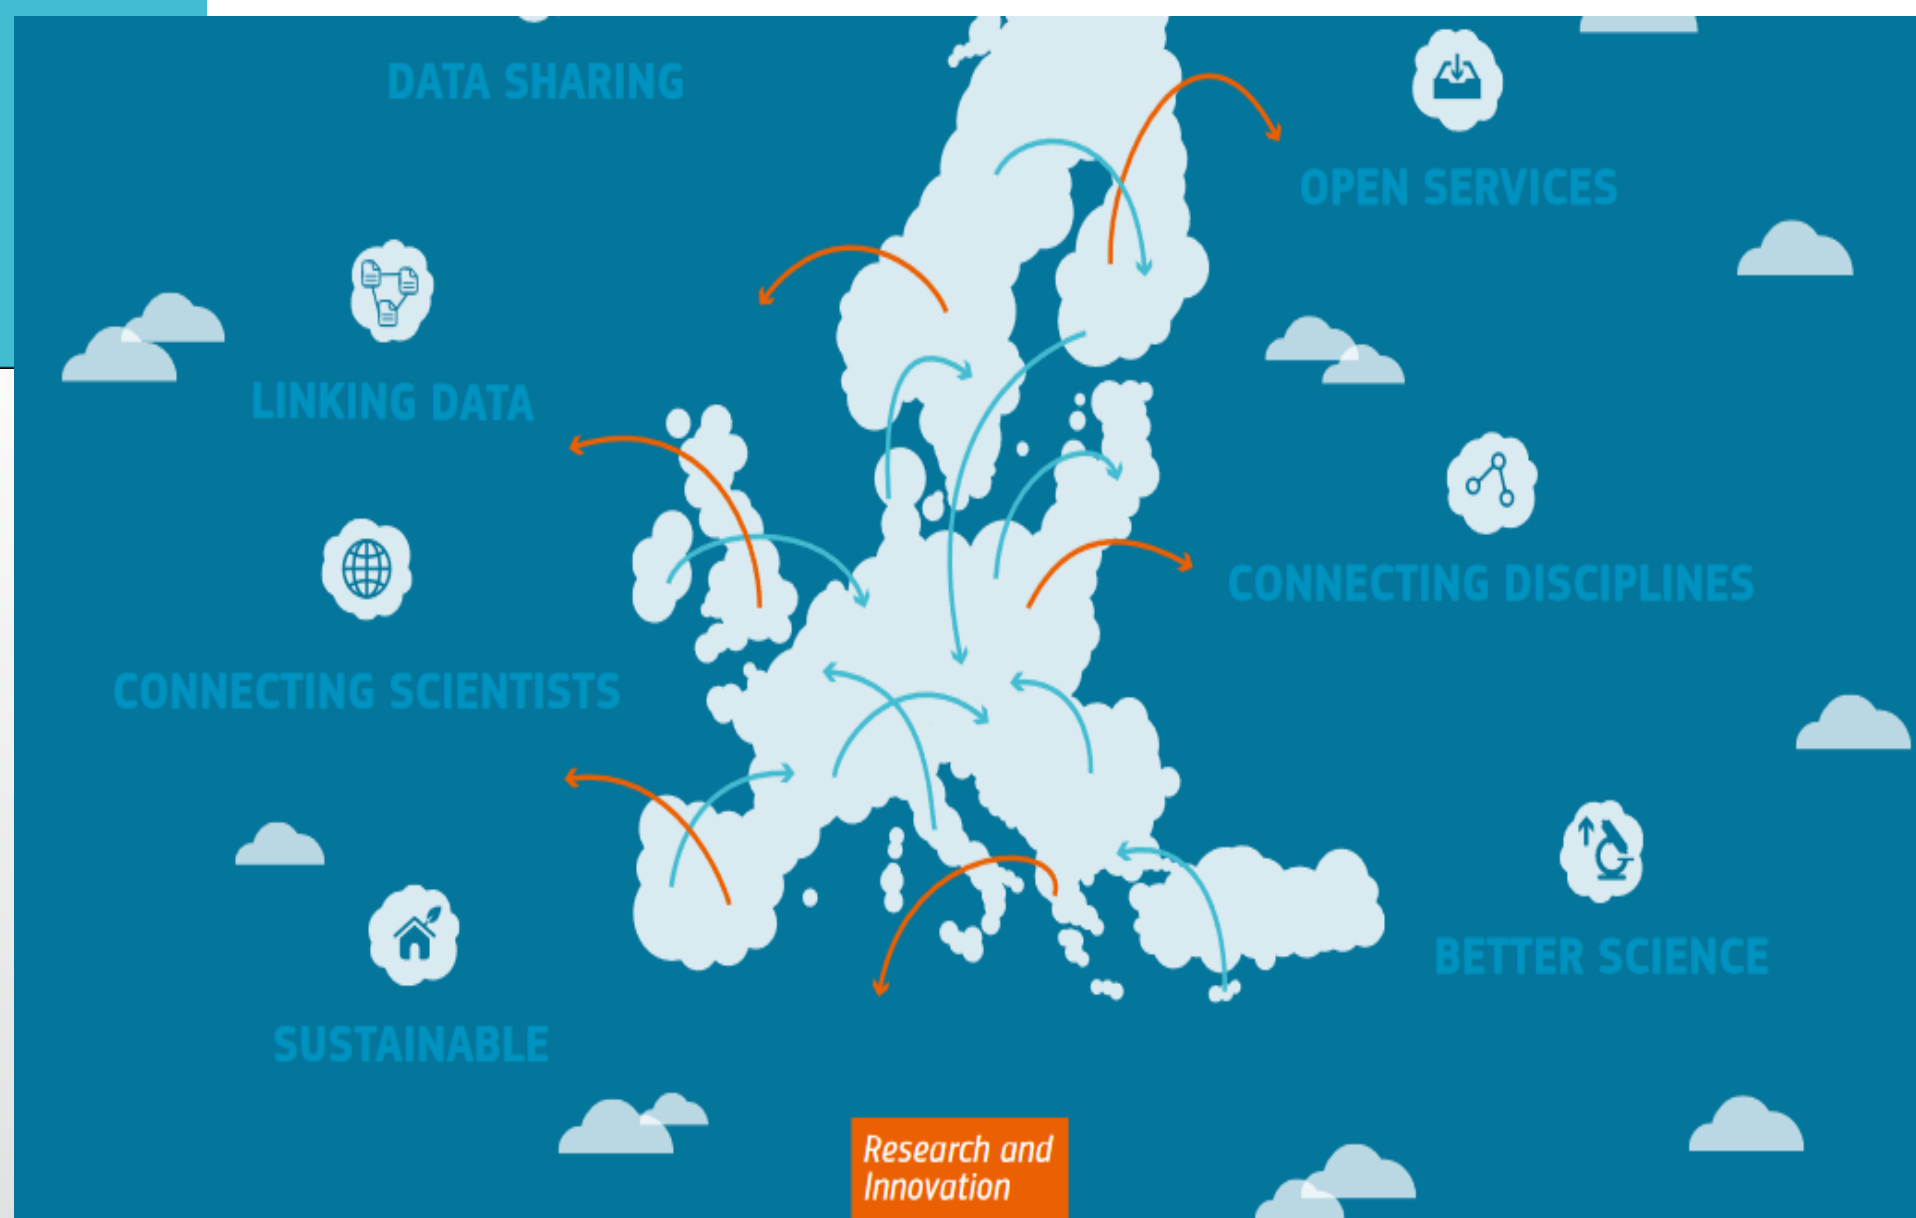 DATA SHARING
OPEN SERVICES
LINKING DATA
CONNECTING DISCIPLINES
CONNECTING SCIENTISTS
BETTER SCIENCE
SUSTAINABLE
Research and
Innovation